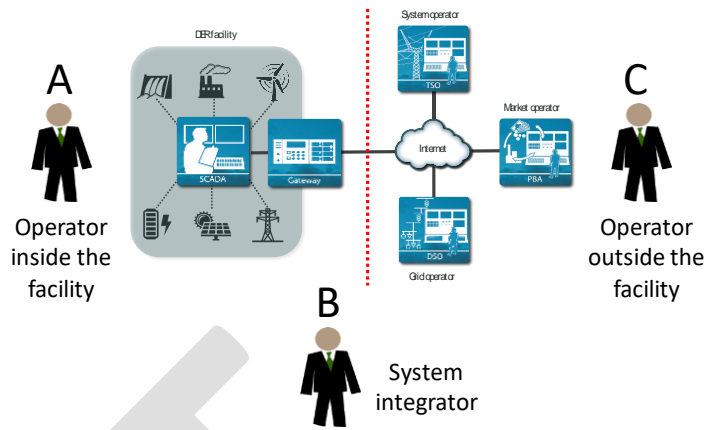 System operator
DER facility
A
C
TSO
Market operator
Internet
SCADA
Gateway
PBA
Operator
inside the
facility
Operator
outside the
facility
DSO
Grid operator
B
System
integrator